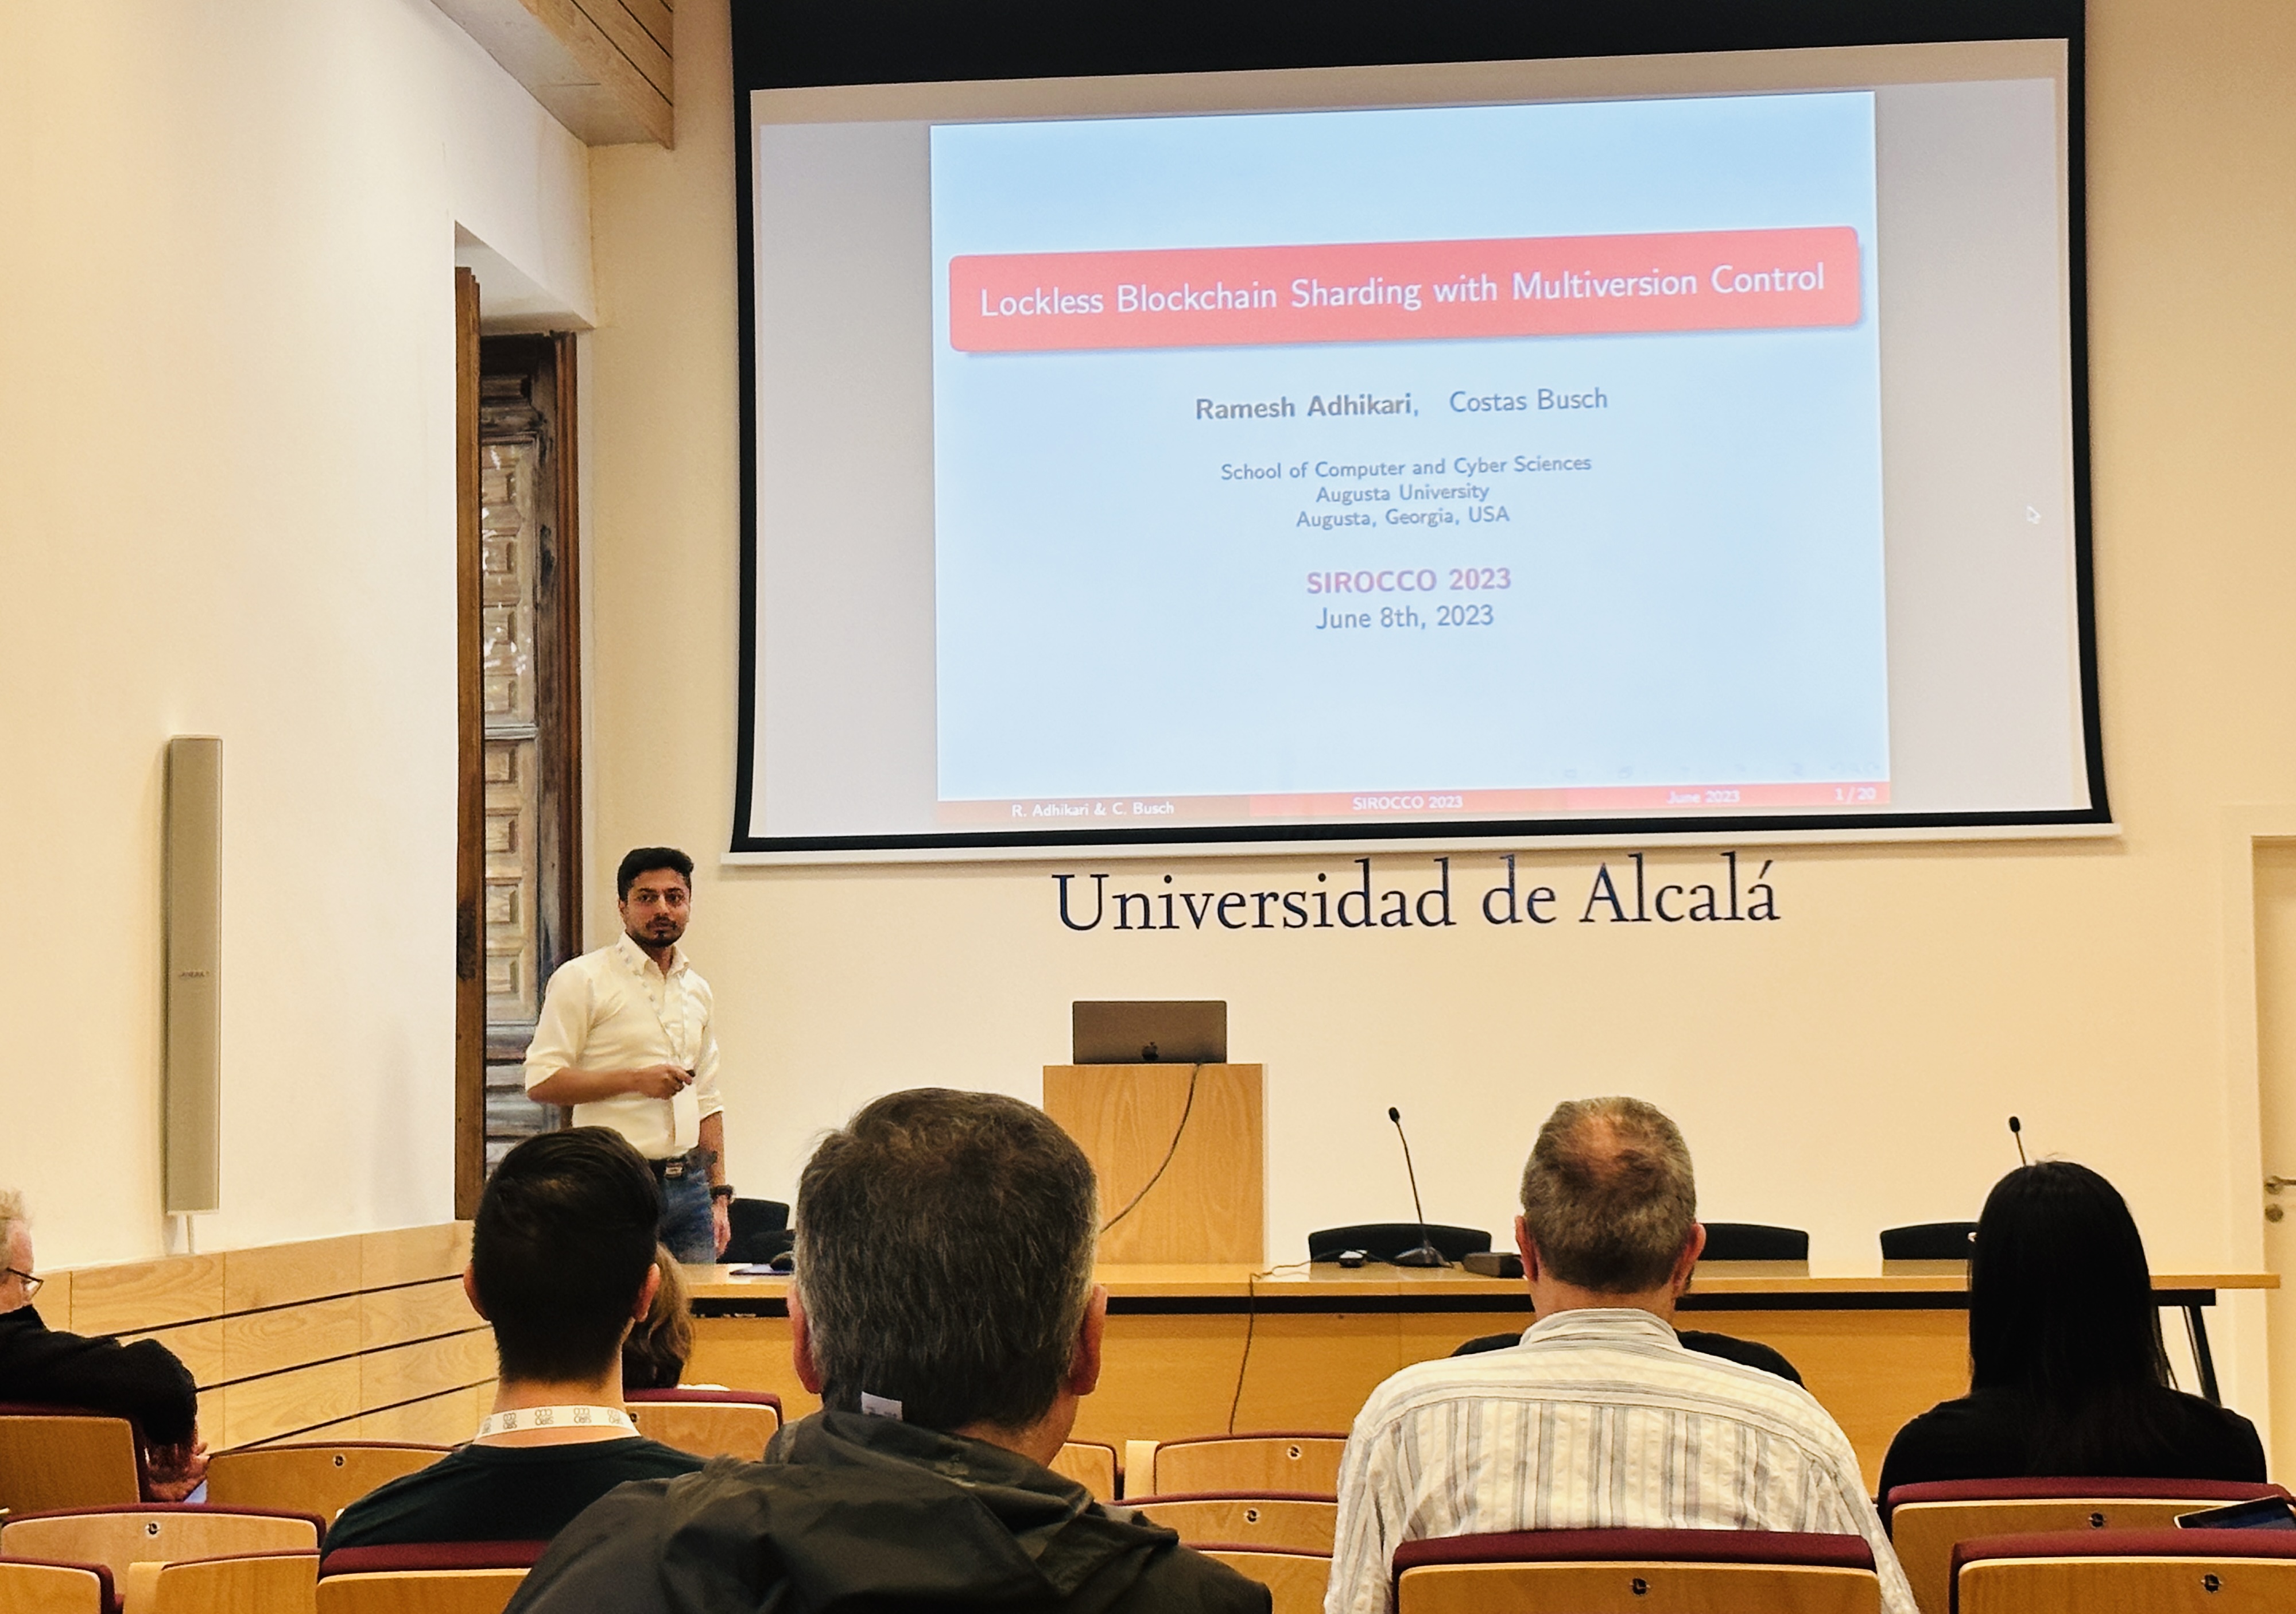 Lockless Blockchain Sharding with Multiversion Control
Ramesh Adhikari, Costas Busch
School of Computer and Cyber Sciences
Augusta University
Augusta, Georgia, USA
SIROCCO 2023
June 8th, 2023
R. Adhikari & C. Busch SIROCCO 2023 June 2023 1 / 20
Universidad de Alcalá